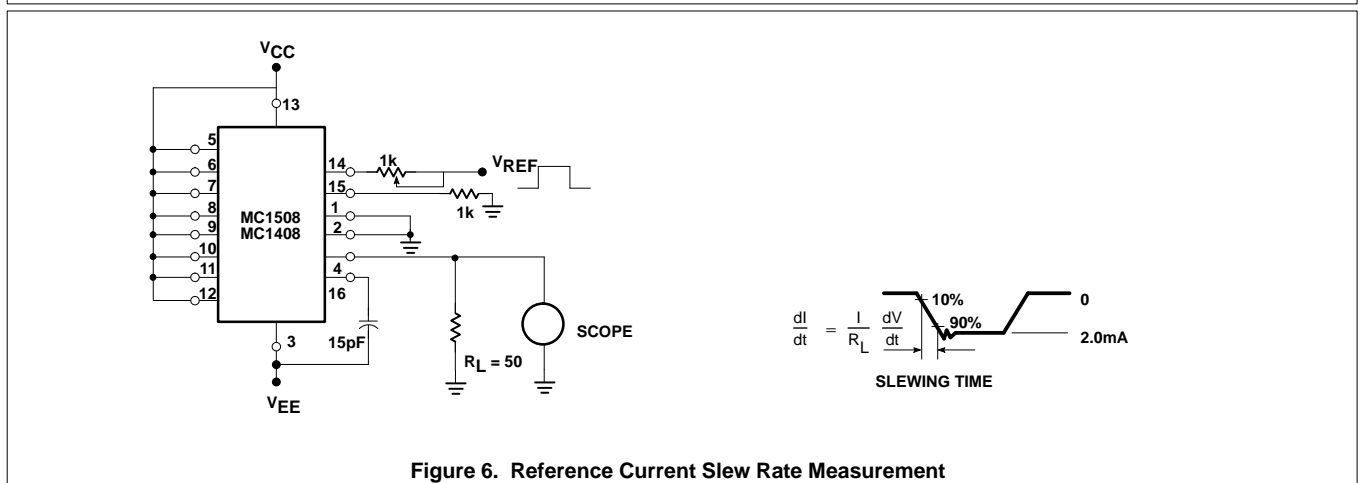 VCC
13
5
6
7
8
9
10
11
12
14
15
1
2
4
16
3
MC1508
MC1408
1k
VREF
1k
15pF
RL = 50
SCOPE
VEE
dI/dt = I/RL dV/dt
10%
90%
0
2.0mA
SLEWING TIME
Figure 6. Reference Current Slew Rate Measurement